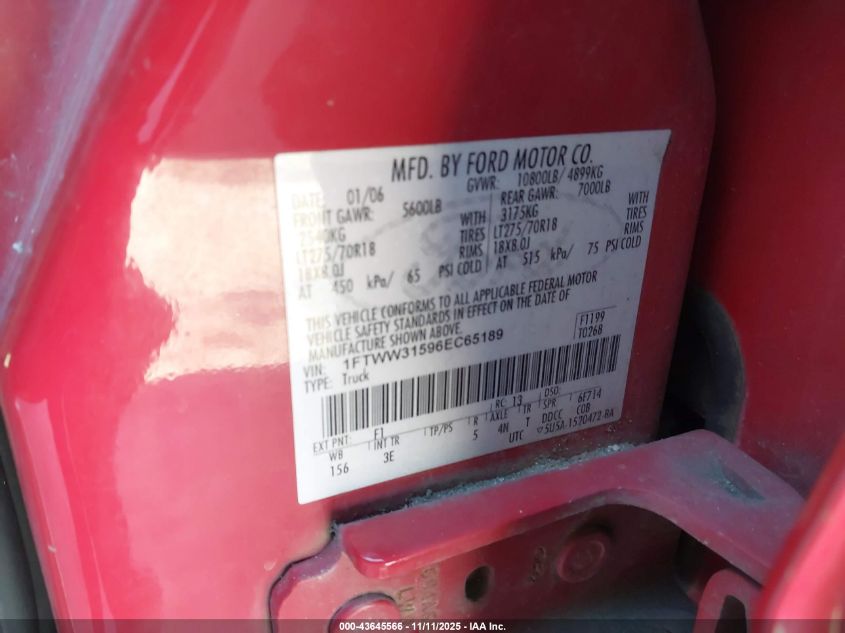 MFD. BY FORD MOTOR CO.
DATE: 01/06 GVWR: 10800LB/ 4899KG
FRONT GAWR: 5600LB REAR GAWR: 7000LB
2540KG WITH 3175KG WITH
LT275/70R18 TIRES LT275/70R18 TIRES
18X8.0J RIMS 18X8.0J RIMS
AT 450 kPa/ 65 PSI COLD AT 515 kPa/ 75 PSI COLD
THIS VEHICLE CONFORMS TO ALL APPLICABLE FEDERAL MOTOR
VEHICLE SAFETY STANDARDS IN EFFECT ON THE DATE OF
MANUFACTURE SHOWN ABOVE.
VIN: 1FTWW31596EC65189
TYPE: Truck
F1199
T0268
EXT PNT: F1 RC: 13 DSO:
WB INT TR TP/PS R AXLE TR SPR 6F714
156 3E 5 4N T DDCC COB
UTC ▽5U5A-1520472-BA
000-43645566 - 11/11/2025 - IAA Inc.